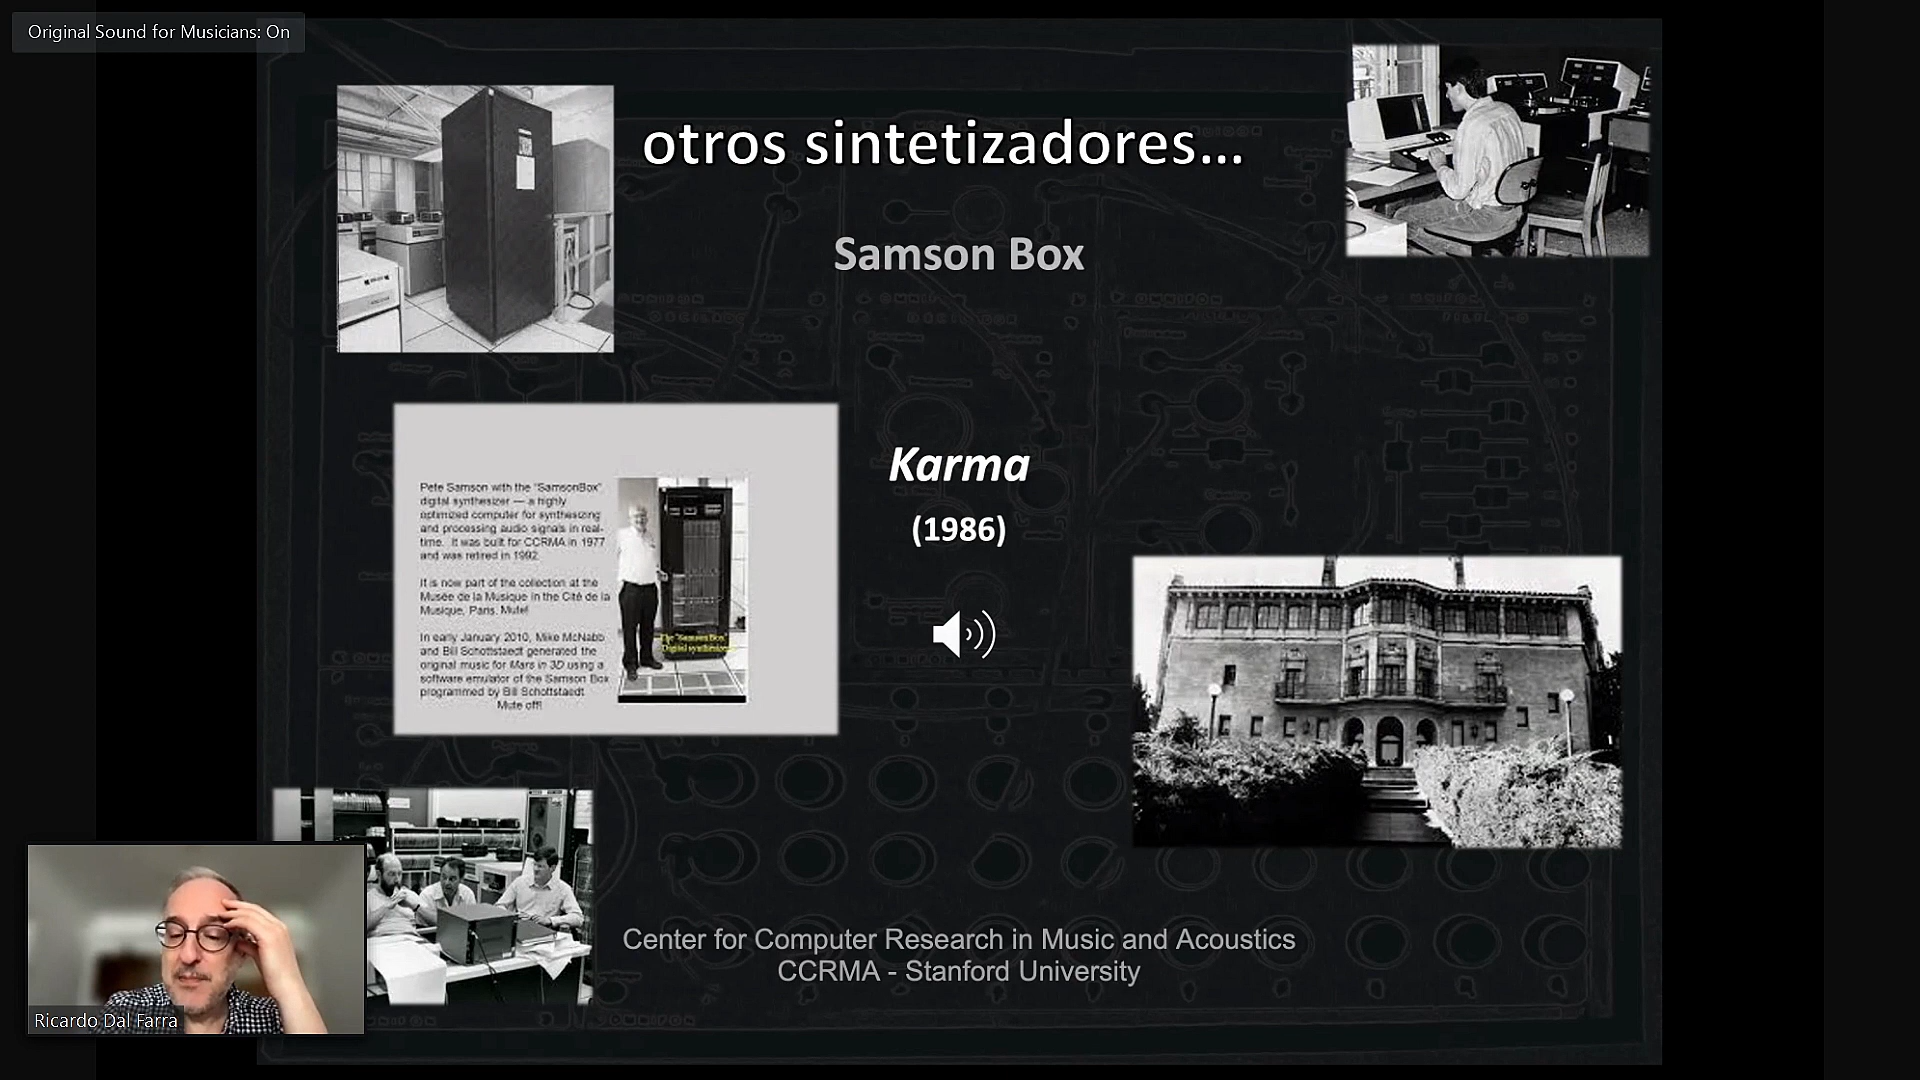 Original Sound for Musicians: On
otros sintetizadores...
Samson Box
Pete Samson with the "SamsonBox"
digital synthesizer — a highly
optimized computer for synthesizing
and processing audio signals in real-
time. It was built for CCRMA in 1977
and was retired in 1992.
It is now part of the collection at the
Musée de la Musique in the Cité de la
Musique, Paris. Mute!
In early January 2010, Mike McNabb
and Bill Schottstaedt generated the
original music for Mars in 3D using a
software emulator of the Samson Box
programmed by Bill Schottstaedt
Mute off!
The "SamsonBox"
Digital synthesizer
Karma
(1986)
Center for Computer Research in Music and Acoustics
CCRMA - Stanford University
Ricardo Dal Farra